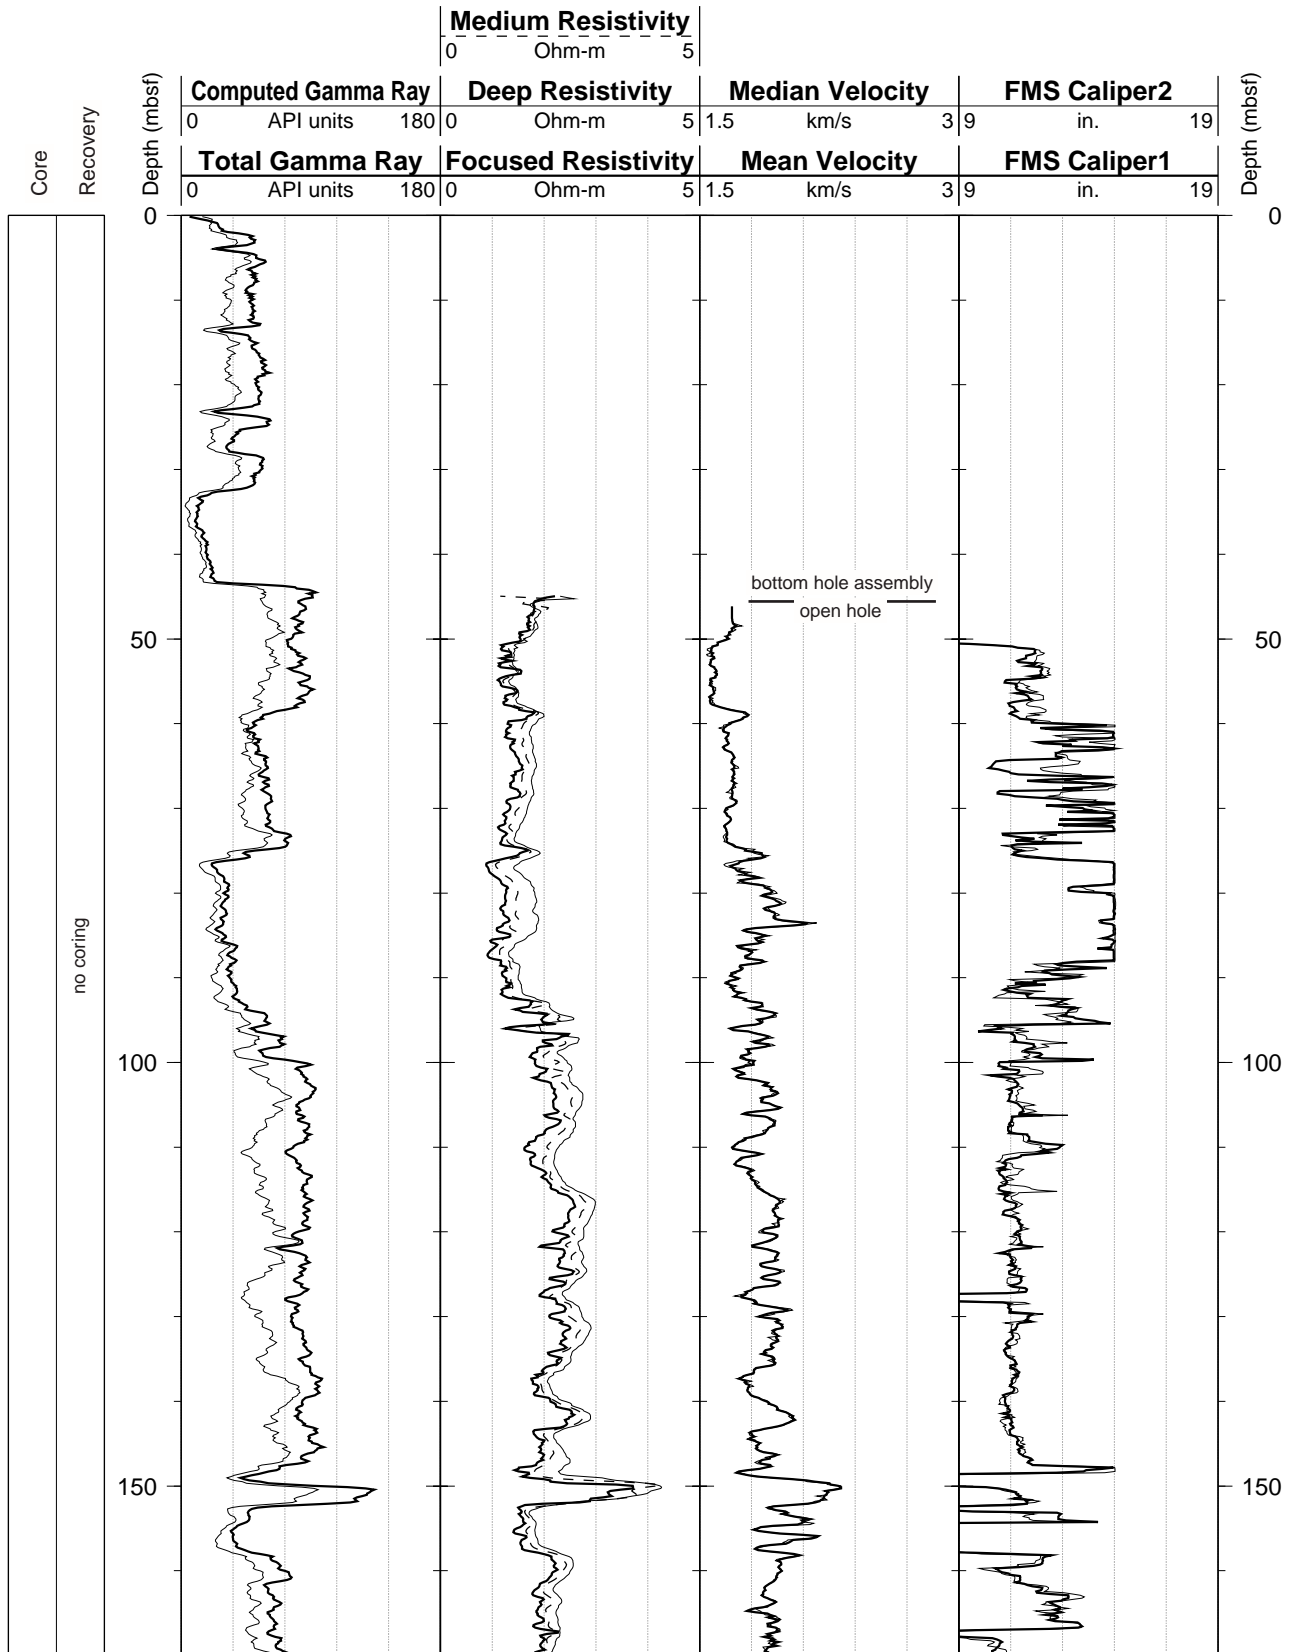 Medium Resistivity
0 Ohm-m 5
Computed Gamma Ray Deep Resistivity Median Velocity FMS Caliper2
0 API units 180 0 Ohm-m 5 1.5 km/s 3 9 in. 19
Core Recovery Depth (mbsf) Total Gamma Ray Focused Resistivity Mean Velocity FMS Caliper1 Depth (mbsf)
0 API units 180 0 Ohm-m 5 1.5 km/s 3 9 in. 19
0 0
bottom hole assembly
open hole
50 50
no coring
100 100
150 150